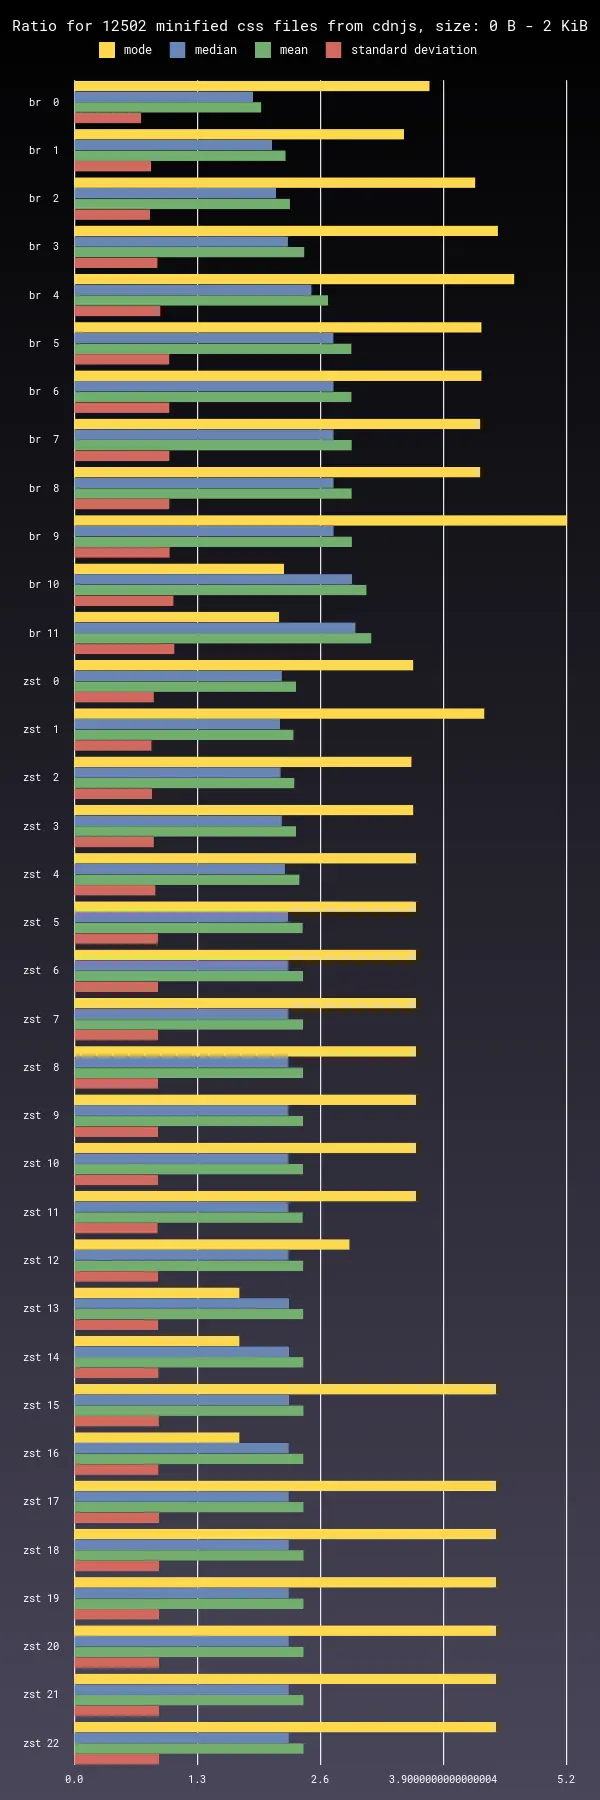 Ratio for 12502 minified css files from cdnjs, size: 0 B - 2 KiB
mode median mean standard deviation
br 0
br 1
br 2
br 3
br 4
br 5
br 6
br 7
br 8
br 9
br 10
br 11
zst 0
zst 1
zst 2
zst 3
zst 4
zst 5
zst 6
zst 7
zst 8
zst 9
zst 10
zst 11
zst 12
zst 13
zst 14
zst 15
zst 16
zst 17
zst 18
zst 19
zst 20
zst 21
zst 22
0.0 1.3 2.6 3.9000000000000004 5.2